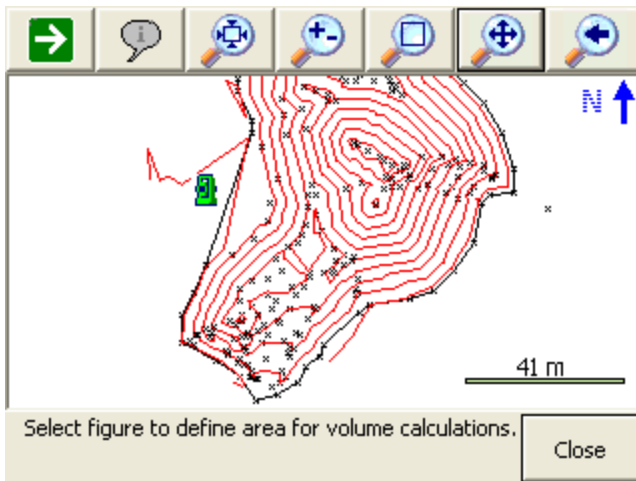 N
41 m
Select figure to define area for volume calculations.
Close